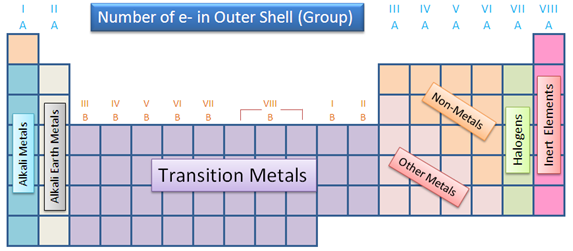 Number of e- in Outer Shell (Group)
I II III IV V VI VII VIII
A A A A A A A A
III IV V VI VII VIII I II
B B B B B B B B
Alkali Metals
Alkali Earth Metals
Transition Metals
Non-Metals
Other Metals
Halogens
Inert Elements